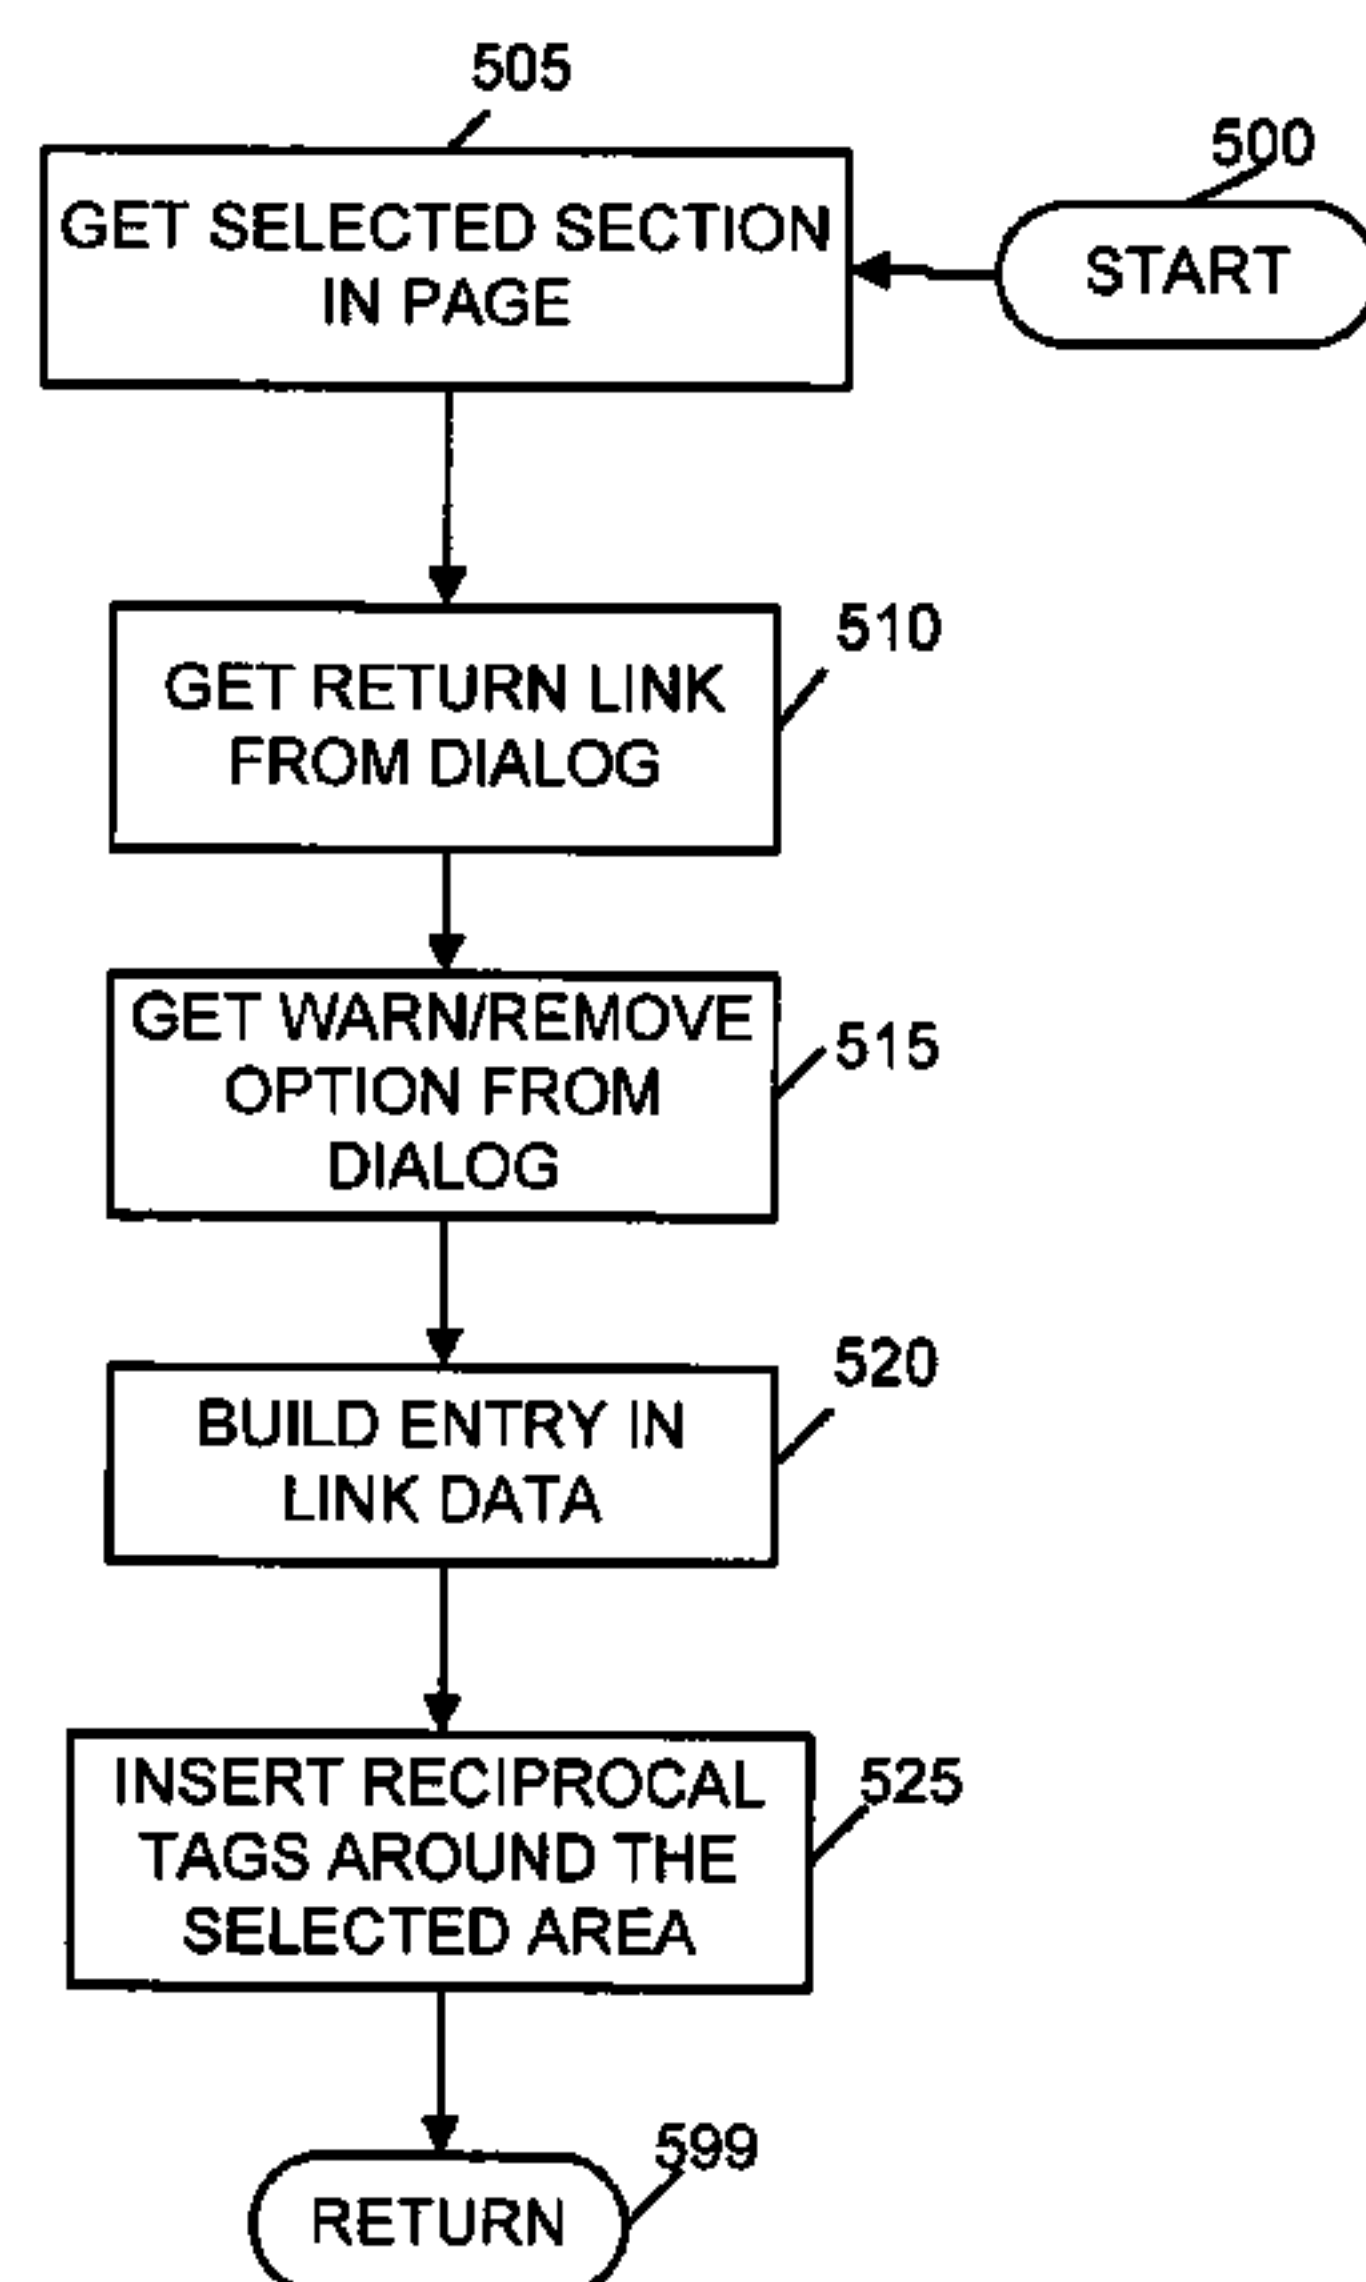 505
500
GET SELECTED SECTION
IN PAGE
START
510
GET RETURN LINK
FROM DIALOG
515
GET WARN/REMOVE
OPTION FROM
DIALOG
520
BUILD ENTRY IN
LINK DATA
525
INSERT RECIPROCAL
TAGS AROUND THE
SELECTED AREA
599
RETURN